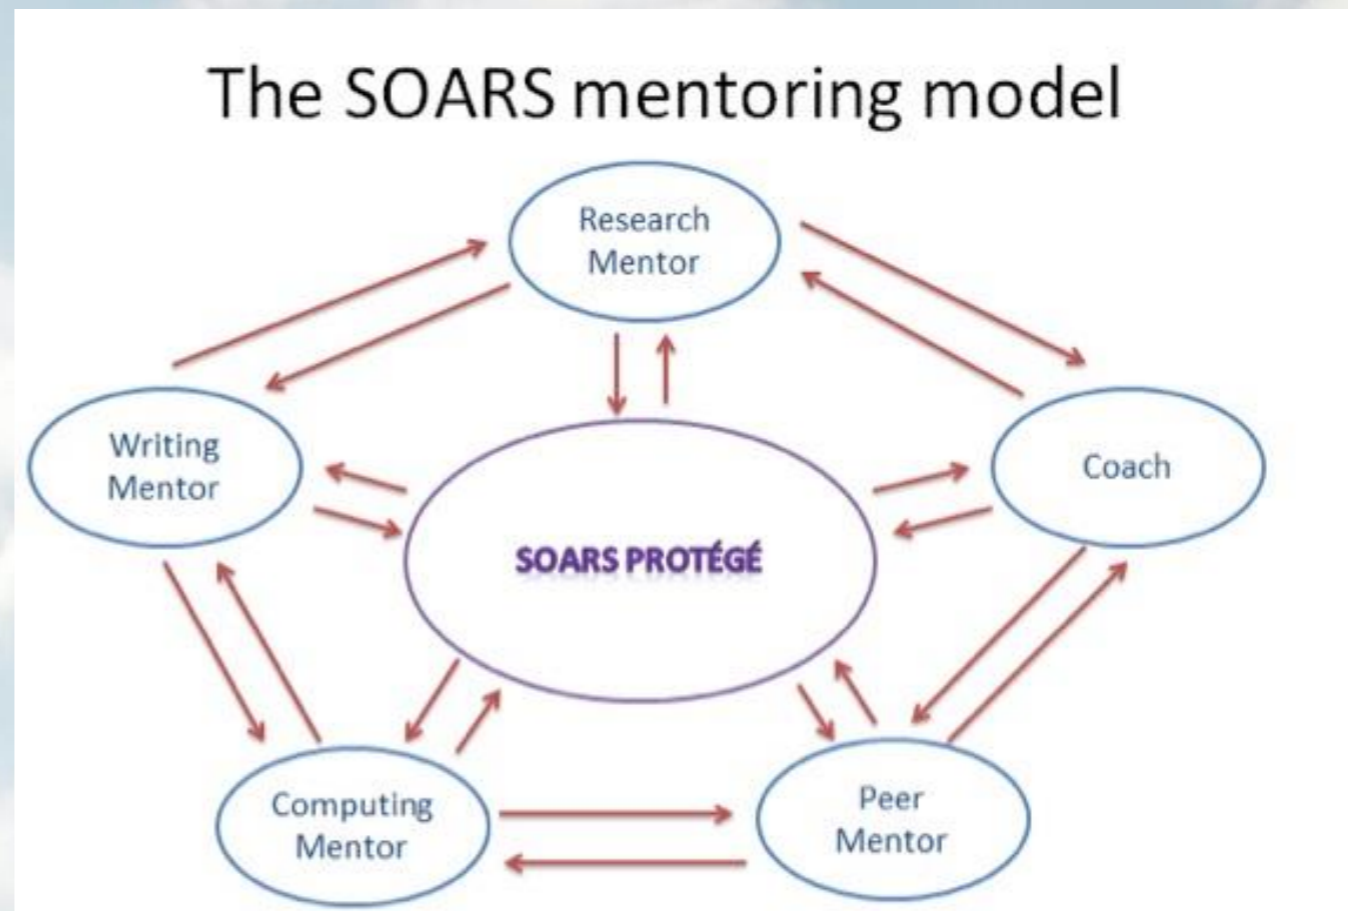 The SOARS mentoring model
Research
Mentor
Writing
Mentor
Coach
SOARS PROTÉGÉ
Computing
Mentor
Peer
Mentor